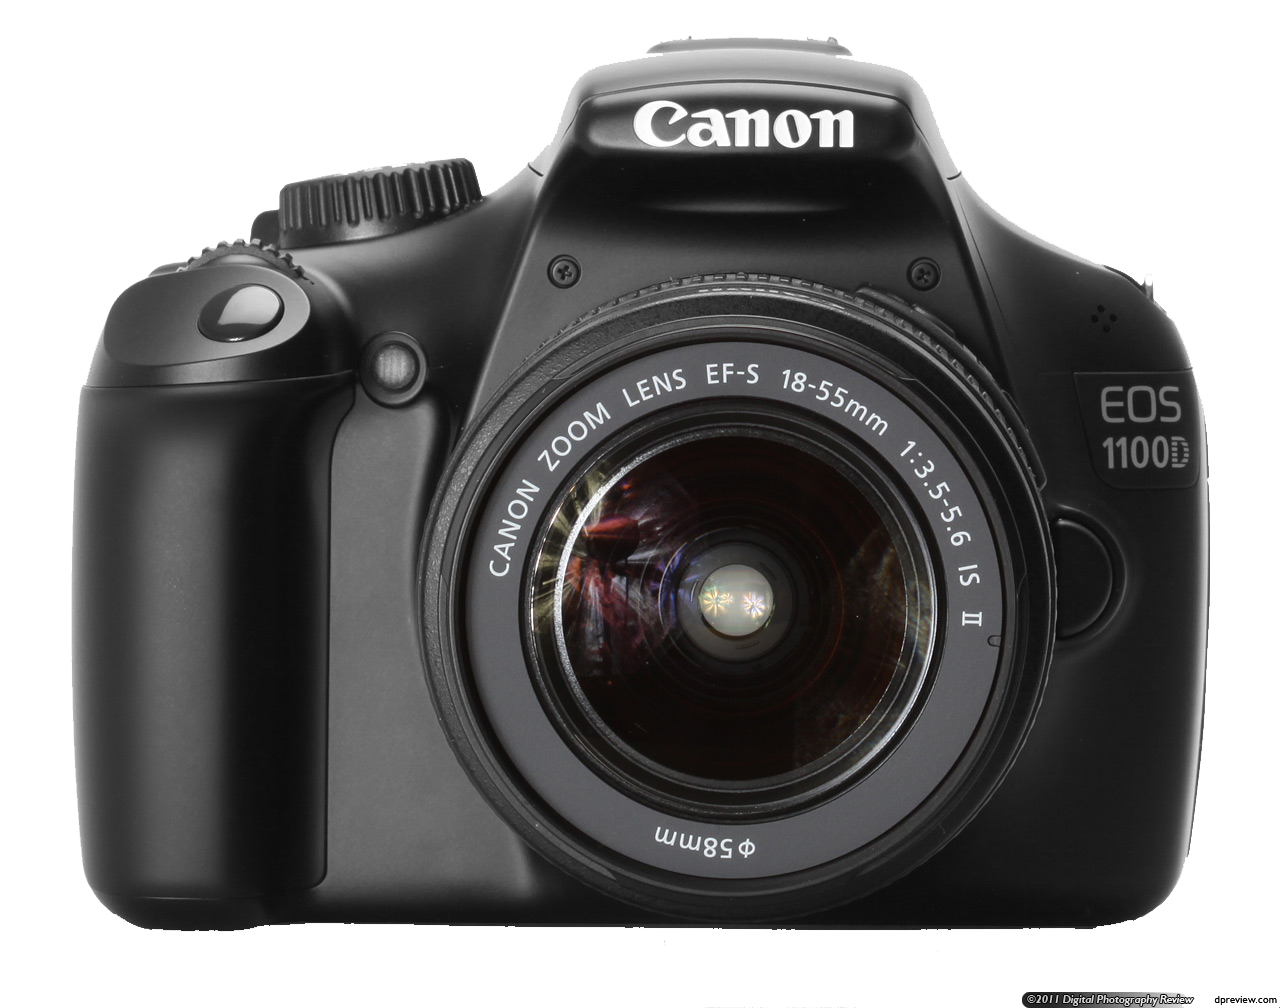 Canon
EOS
1100D
CANON ZOOM LENS EF-S 18-55mm 1:3.5-5.6 IS II
φ58mm
©2011 Digital Photography Review dpreview.com